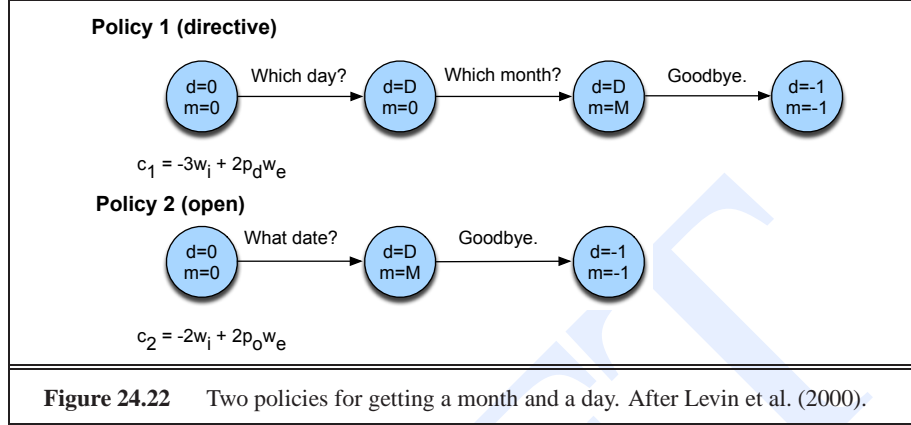 Policy 1 (directive)
Which day? Which month? Goodbye.
d=0 d=D d=D d=-1
m=0 m=0 m=M m=-1
c1 = -3wi + 2pdwe
Policy 2 (open)
What date? Goodbye.
d=0 d=D d=-1
m=0 m=M m=-1
c2 = -2wi + 2powe
Figure 24.22 Two policies for getting a month and a day. After Levin et al. (2000).